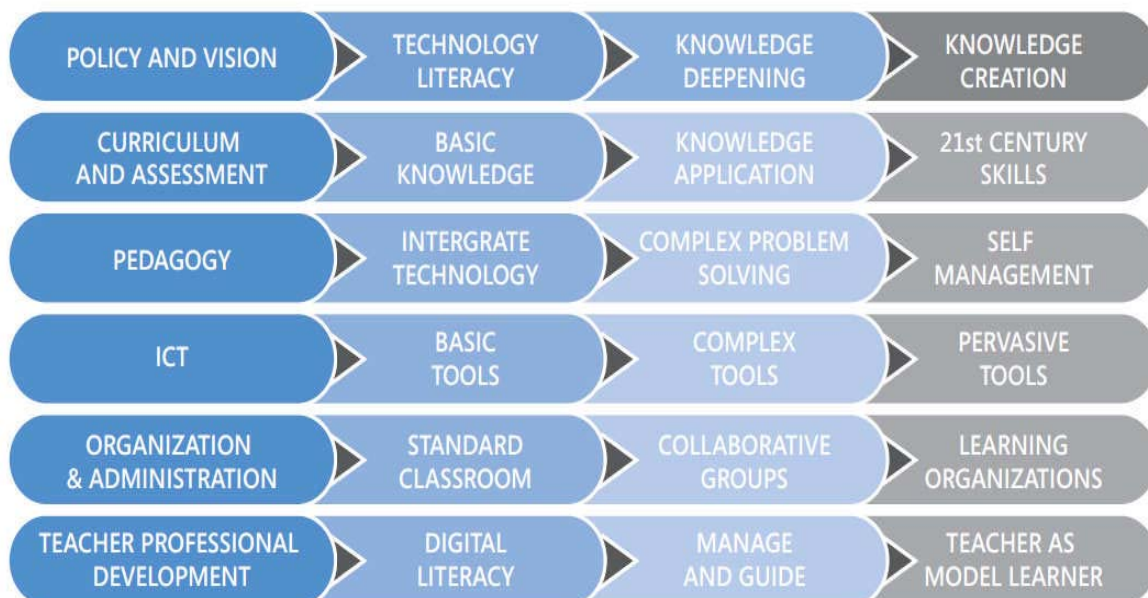 POLICY AND VISION
TECHNOLOGY
LITERACY
KNOWLEDGE
DEEPENING
KNOWLEDGE
CREATION
CURRICULUM
AND ASSESSMENT
BASIC
KNOWLEDGE
KNOWLEDGE
APPLICATION
21st CENTURY
SKILLS
PEDAGOGY
INTERGRATE
TECHNOLOGY
COMPLEX PROBLEM
SOLVING
SELF
MANAGEMENT
ICT
BASIC
TOOLS
COMPLEX
TOOLS
PERVASIVE
TOOLS
ORGANIZATION
& ADMINISTRATION
STANDARD
CLASSROOM
COLLABORATIVE
GROUPS
LEARNING
ORGANIZATIONS
TEACHER PROFESSIONAL
DEVELOPMENT
DIGITAL
LITERACY
MANAGE
AND GUIDE
TEACHER AS
MODEL LEARNER